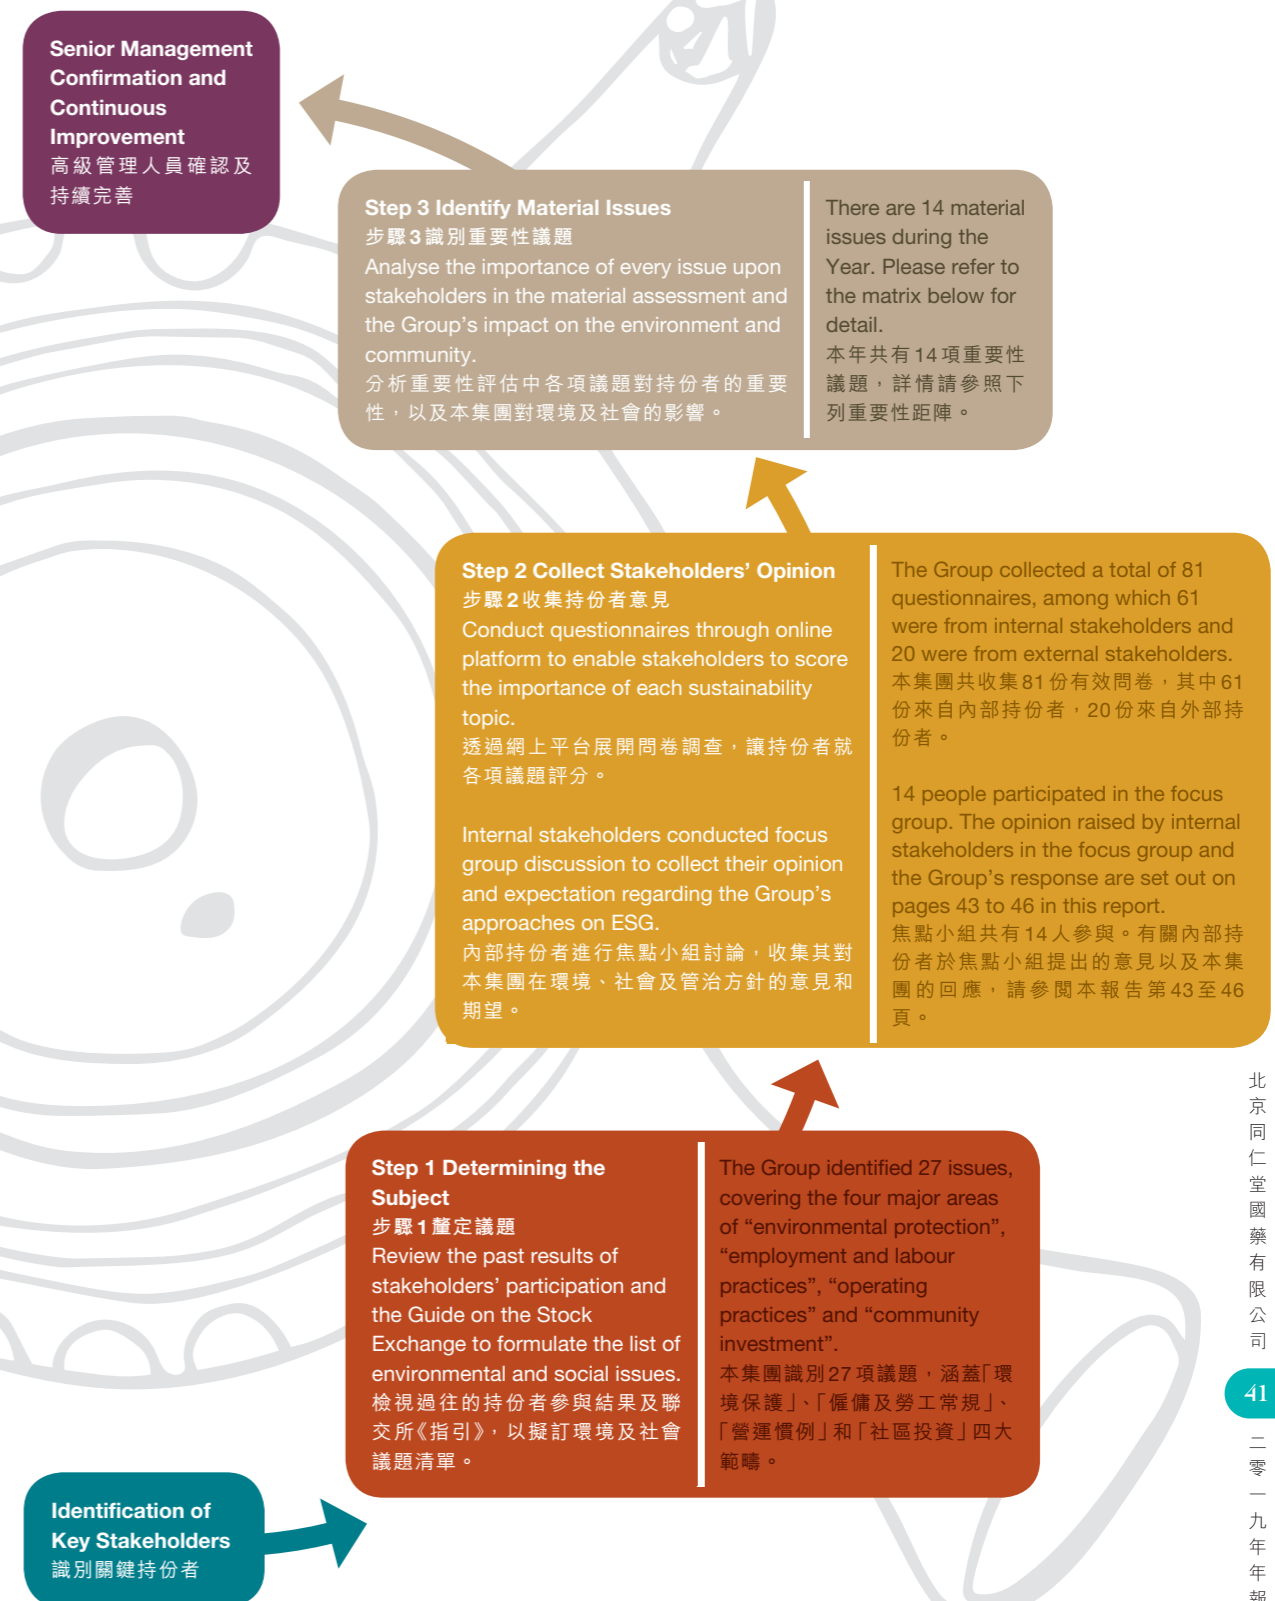 Senior Management
Confirmation and
Continuous
Improvement
高級管理人員確認及
持續完善
Step 3 Identify Material Issues
步驟3識別重要性議題
Analyse the importance of every issue upon
stakeholders in the material assessment and
the Group’s impact on the environment and
community.
分析重要性評估中各項議題對持份者的重要
性，以及本集團對環境及社會的影響。
There are 14 material
issues during the
Year. Please refer to
the matrix below for
detail.
本年共有14項重要性
議題，詳情請參照下
列重要性距陣。
Step 2 Collect Stakeholders’ Opinion
步驟2收集持份者意見
Conduct questionnaires through online
platform to enable stakeholders to score
the importance of each sustainability
topic.
透過網上平台展開問卷調查，讓持份者就
各項議題評分。
Internal stakeholders conducted focus
group discussion to collect their opinion
and expectation regarding the Group’s
approaches on ESG.
內部持份者進行焦點小組討論，收集其對
本集團在環境、社會及管治方針的意見和
期望。
The Group collected a total of 81
questionnaires, among which 61
were from internal stakeholders and
20 were from external stakeholders.
本集團共收集81份有效問卷，其中61
份來自內部持份者，20份來自外部持
份者。
14 people participated in the focus
group. The opinion raised by internal
stakeholders in the focus group and
the Group’s response are set out on
pages 43 to 46 in this report.
焦點小組共有14人參與。有關內部持
份者於焦點小組提出的意見以及本集
團的回應，請參閱本報告第43至46
頁。
Step 1 Determining the
Subject
步驟1釐定議題
Review the past results of
stakeholders’ participation and
the Guide on the Stock
Exchange to formulate the list of
environmental and social issues.
檢視過往的持份者參與結果及聯
交所《指引》，以擬訂環境及社會
議題清單。
The Group identified 27 issues,
covering the four major areas
of “environmental protection”,
“employment and labour
practices”, “operating
practices” and “community
investment”.
本集團識別27項議題，涵蓋「環
境保護」、「僱傭及勞工常規」、
「營運慣例」和「社區投資」四大
範疇。
Identification of
Key Stakeholders
識別關鍵持份者
北京同仁堂國藥有限公司
41
二零一九年年報